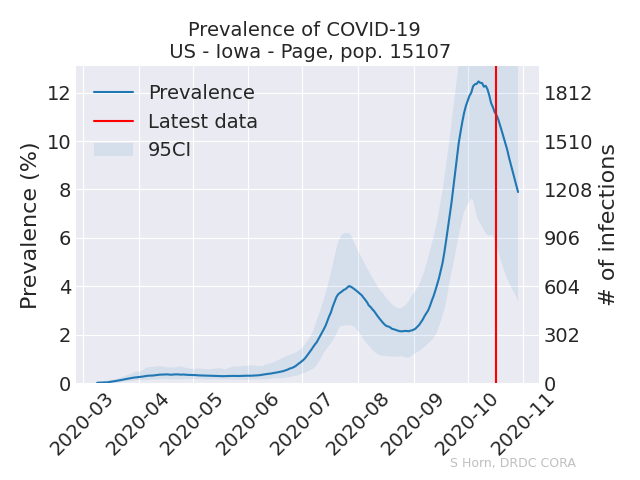 Prevalence of COVID-19
US - Iowa - Page, pop. 15107
Prevalence
Latest data
95CI
Prevalence (%)
12
10
8
6
4
2
0
1812
1510
1208
906
604
302
0
# of infections
2020-03
2020-04
2020-05
2020-06
2020-07
2020-08
2020-09
2020-10
2020-11
S Horn, DRDC CORA